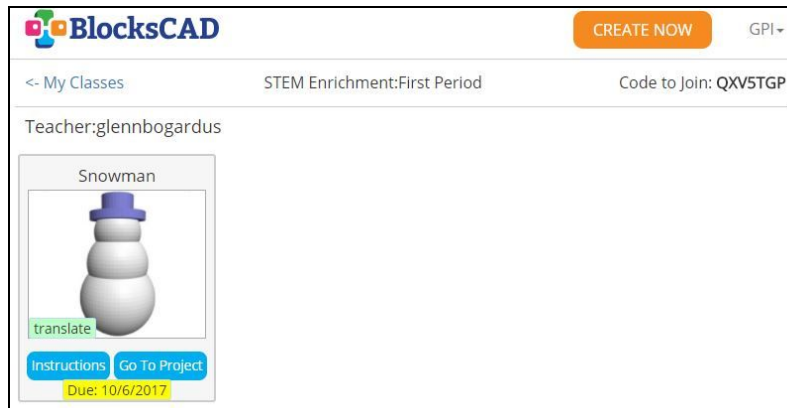 BlocksCAD CREATE NOW GPI
<- My Classes STEM Enrichment:First Period Code to Join: QXV5TGP
Teacher:glennbogardus
Snowman
translate
Instructions Go To Project
Due: 10/6/2017